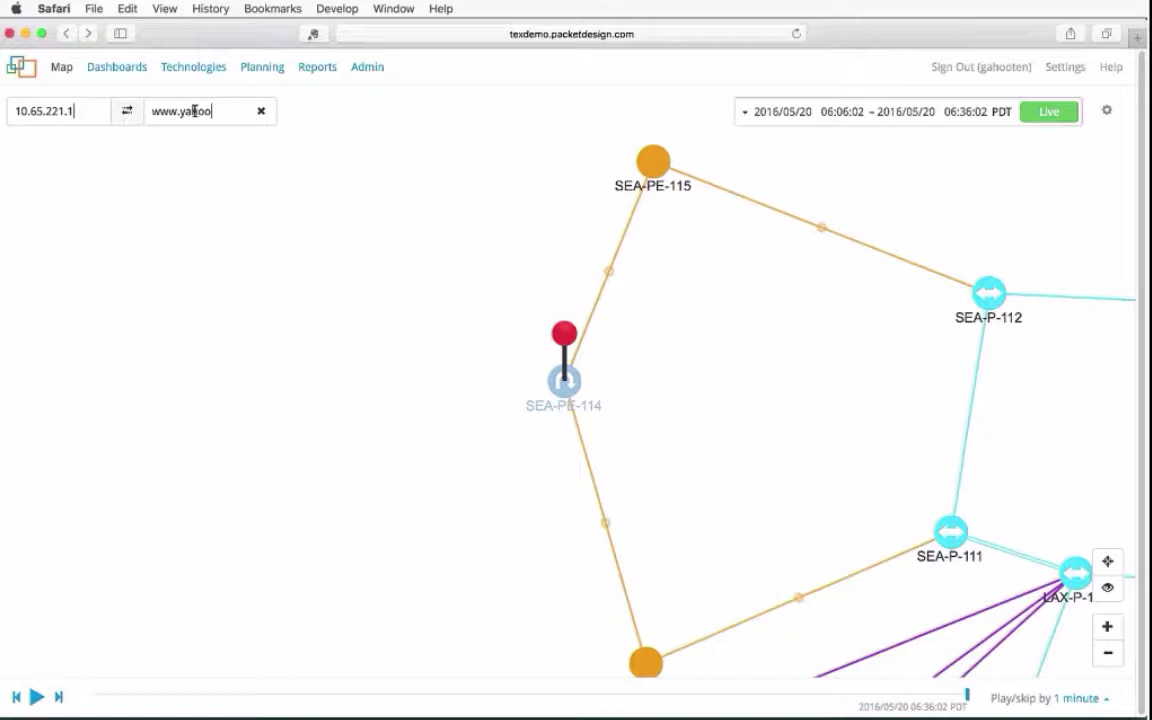 Safari File Edit View History Bookmarks Develop Window Help
texdemo.packetdesign.com
Map Dashboards Technologies Planning Reports Admin Sign Out (gahooten) Settings Help
10.65.221.1 www.yahoo 2016/05/20 06:06:02 – 2016/05/20 06:36:02 PDT Live
SEA-PE-115
SEA-P-112
SEA-PE-114
SEA-P-111
LAX-P-1
2016/05/20 06:36:02 PDT
Play/skip by 1 minute